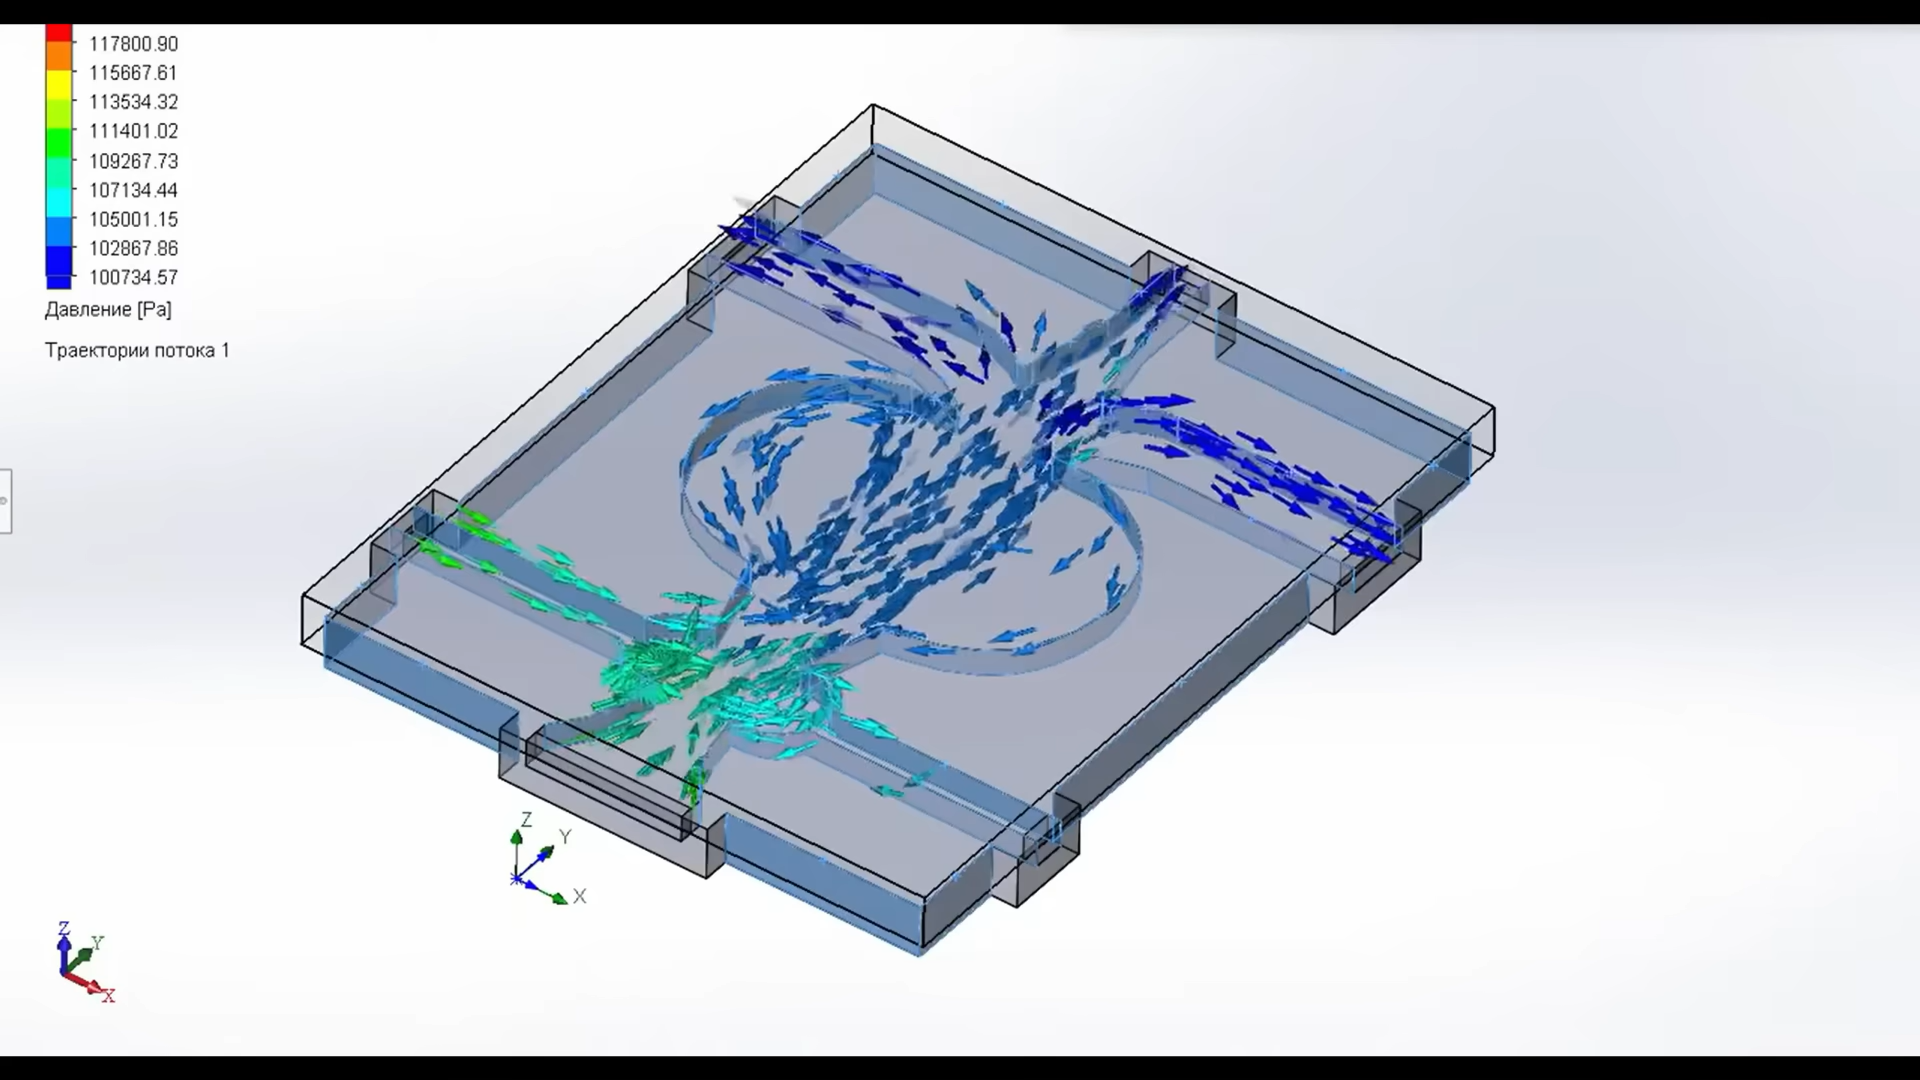 117800.90
115667.61
113534.32
111401.02
109267.73
107134.44
105001.15
102867.86
100734.57
Давление [Pa]
Траектории потока 1
Z
Y
X
Z
Y
X